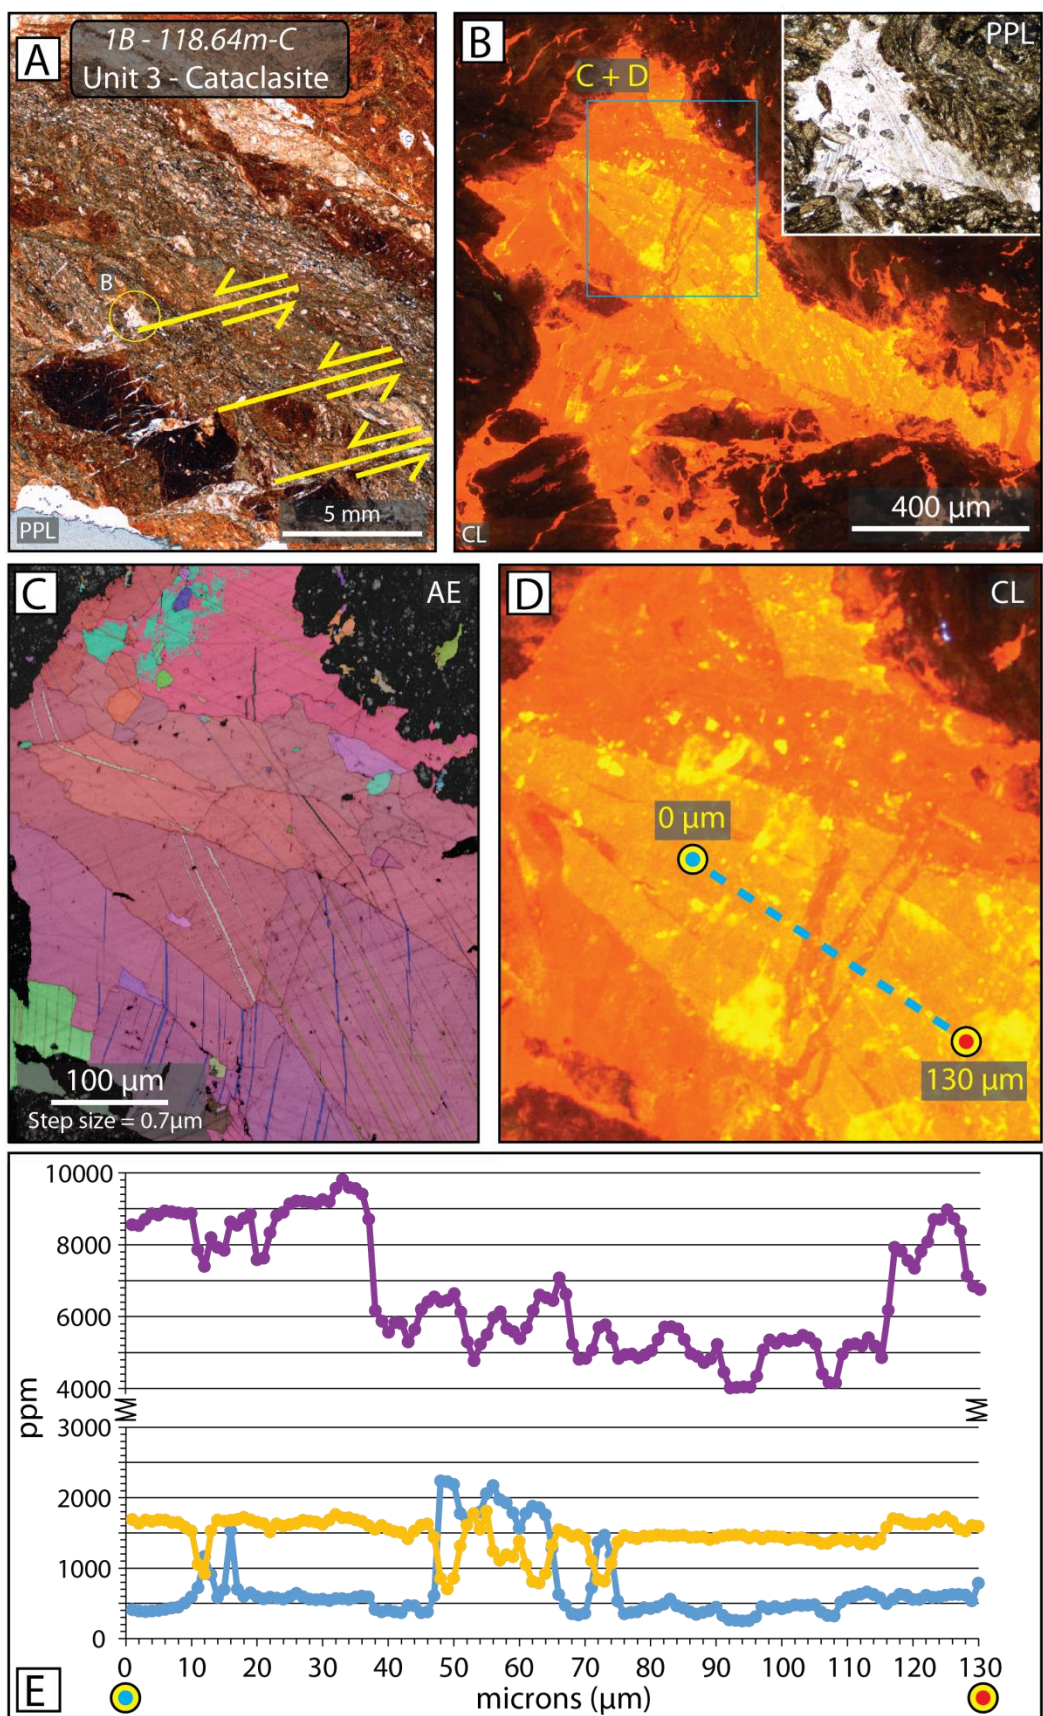 A
1B - 118.64m-C
Unit 3 - Cataclasite
B
5 mm
PPL
B
C + D
PPL
400 µm
CL
C
AE
100 µm
Step size = 0.7µm
D
CL
0 µm
130 µm
10000
8000
6000
4000
ppm
3000
2000
1000
0
0 10 20 30 40 50 60 70 80 90 100 110 120 130
microns (µm)
E